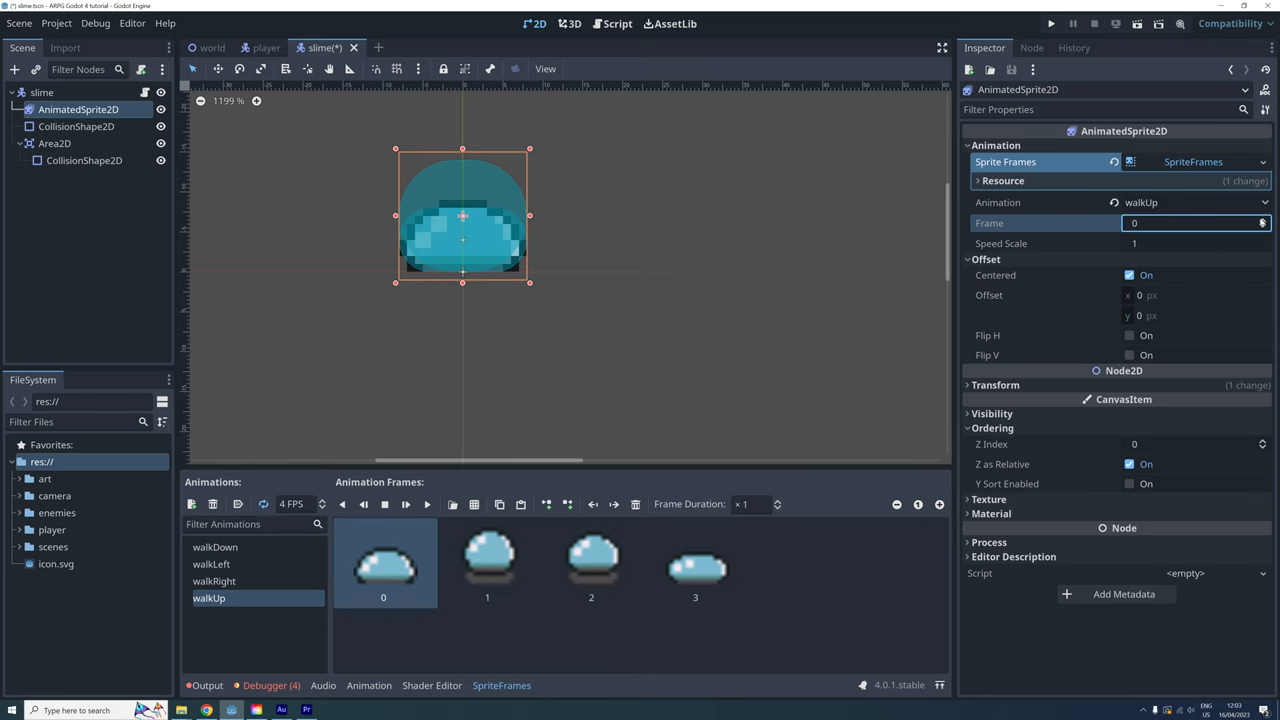 (*) slime.tscn - ARPG Godot 4 tutorial - Godot Engine
Scene Project Debug Editor Help
2D 3D Script AssetLib
Compatibility
Scene Import
world player slime(*)
Inspector Node History
Filter Nodes
View
slime
AnimatedSprite2D
CollisionShape2D
Area2D
CollisionShape2D
1199 %
AnimatedSprite2D
Filter Properties
AnimatedSprite2D
Animation
Sprite Frames SpriteFrames
Resource (1 change)
Animation walkUp
Frame 0
Speed Scale 1
Offset
Centered On
Offset x 0 px
y 0 px
Flip H On
Flip V On
Node2D
Transform (1 change)
CanvasItem
Visibility
Ordering
Z Index 0
Z as Relative On
Y Sort Enabled On
Texture
Material
Node
Process
Editor Description
Script <empty>
Add Metadata
FileSystem
res://
Filter Files
Favorites:
res://
art
camera
enemies
player
scenes
icon.svg
Animations: Animation Frames:
4 FPS
Frame Duration: × 1
Filter Animations
walkDown
walkLeft
walkRight
walkUp
0 1 2 3
Output Debugger (4) Audio Animation Shader Editor SpriteFrames
4.0.1.stable
Type here to search
ENG
US
12:03
16/04/2023